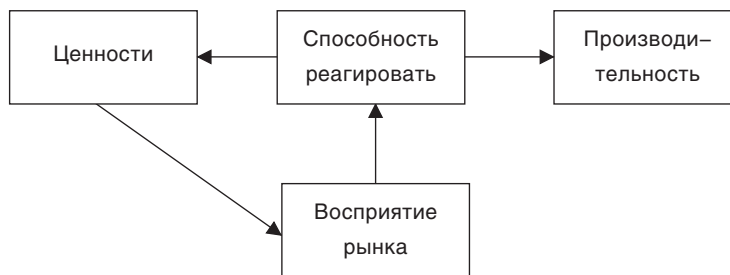 Ценности
Способность
реагировать
Производи–
тельность
Восприятие
рынка